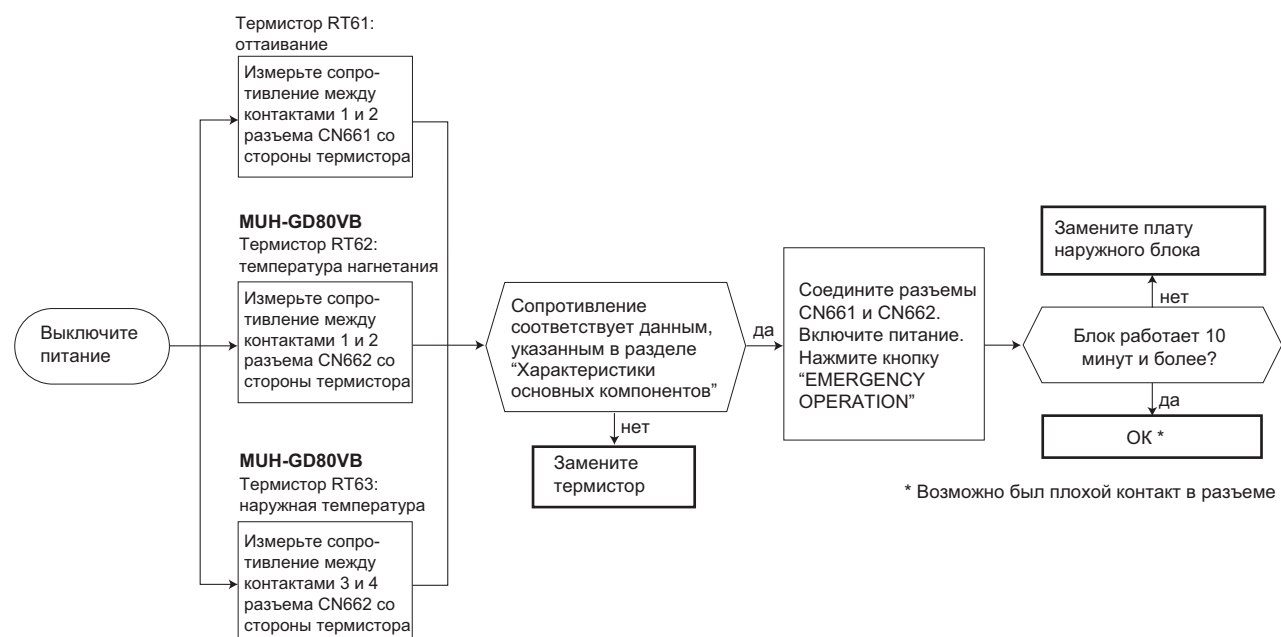 Термистор RT61:
оттаивание
Измерьте сопро-
тивление между
контактами 1 и 2
разъема CN661 со
стороны термистора
MUH-GD80VB
Термистор RT62:
температура нагнетания
Выключите
питание
Измерьте сопро-
тивление между
контактами 1 и 2
разъема CN662 со
стороны термистора
MUH-GD80VB
Термистор RT63:
наружная температура
Измерьте сопро-
тивление между
контактами 3 и 4
разъема CN662 со
стороны термистора
Сопротивление
соответствует данным,
указанным в разделе
“Характеристики
основных компонентов”
да
нет
Замените
термистор
Соедините разъемы
CN661 и CN662.
Включите питание.
Нажмите кнопку
“EMERGENCY
OPERATION”
Замените плату
наружного блока
нет
Блок работает 10
минут и более?
да
ОК *
* Возможно был плохой контакт в разъеме